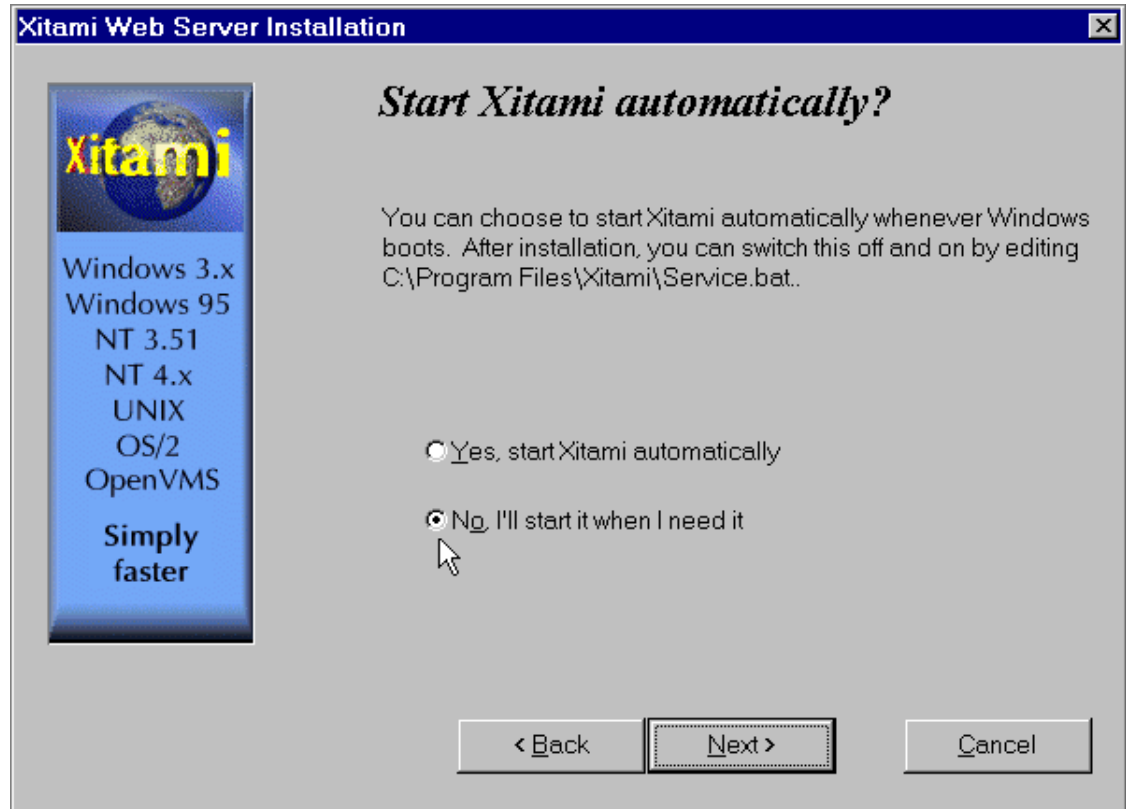 Xitami Web Server Installation
Xitami
Windows 3.x
Windows 95
NT 3.51
NT 4.x
UNIX
OS/2
OpenVMS
Simply
faster
Start Xitami automatically?
You can choose to start Xitami automatically whenever Windows
boots.  After installation, you can switch this off and on by editing
C:\Program Files\Xitami\Service.bat..
Yes, start Xitami automatically
No, I'll start it when I need it
< Back
Next >
Cancel